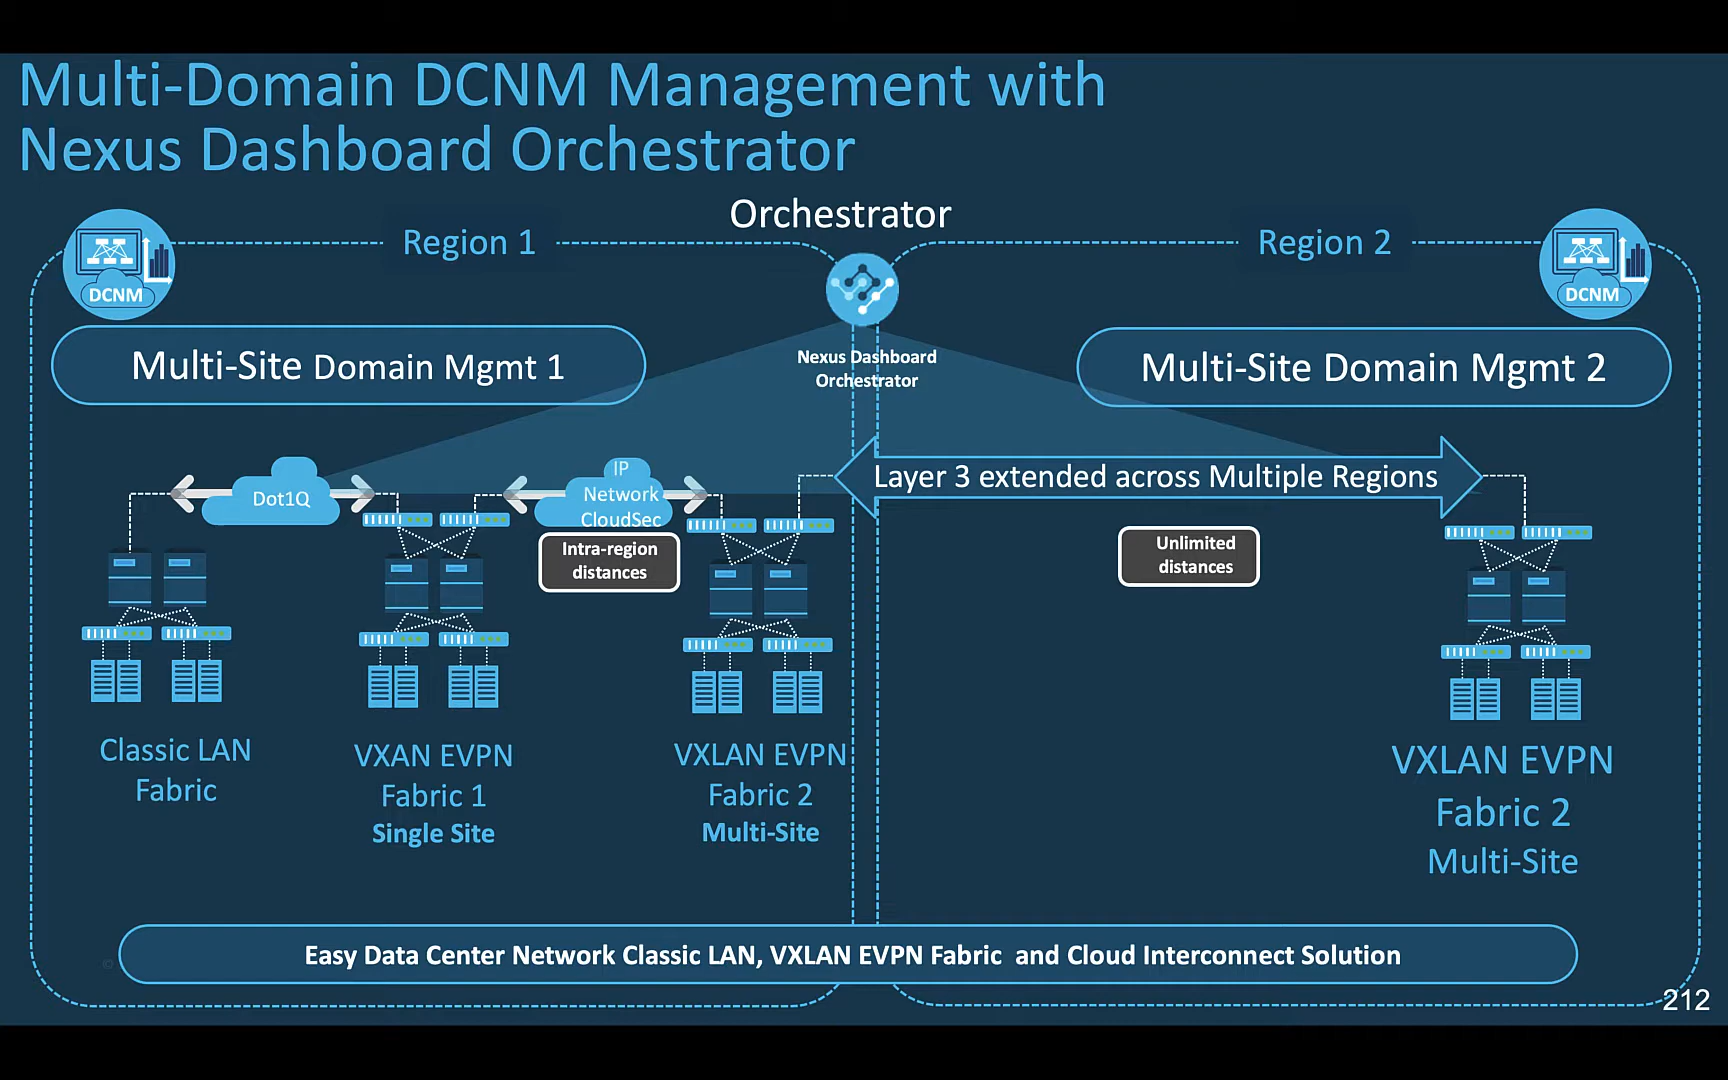 Multi-Domain DCNM Management with
Nexus Dashboard Orchestrator
Orchestrator
Region 1
Region 2
DCNM
DCNM
Multi-Site Domain Mgmt 1
Nexus Dashboard
Orchestrator
Multi-Site Domain Mgmt 2
Dot1Q
IP
Network
CloudSec
Layer 3 extended across Multiple Regions
Intra-region
distances
Unlimited
distances
Classic LAN
Fabric
VXAN EVPN
Fabric 1
Single Site
VXLAN EVPN
Fabric 2
Multi-Site
VXLAN EVPN
Fabric 2
Multi-Site
Easy Data Center Network Classic LAN, VXLAN EVPN Fabric and Cloud Interconnect Solution
©
212